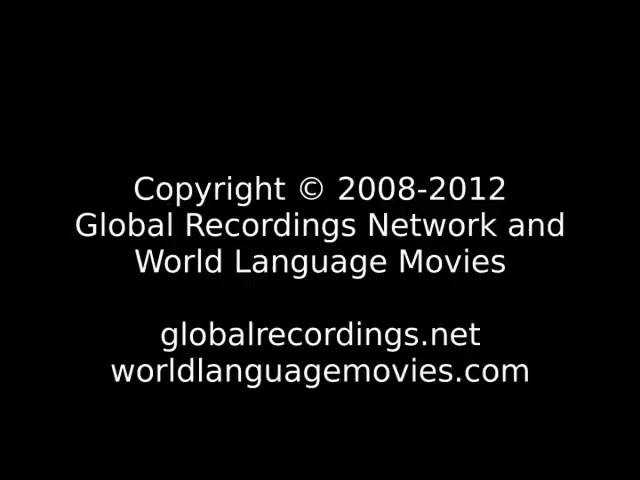 Copyright © 2008-2012
Global Recordings Network and
World Language Movies
globalrecordings.net
worldlanguagemovies.com